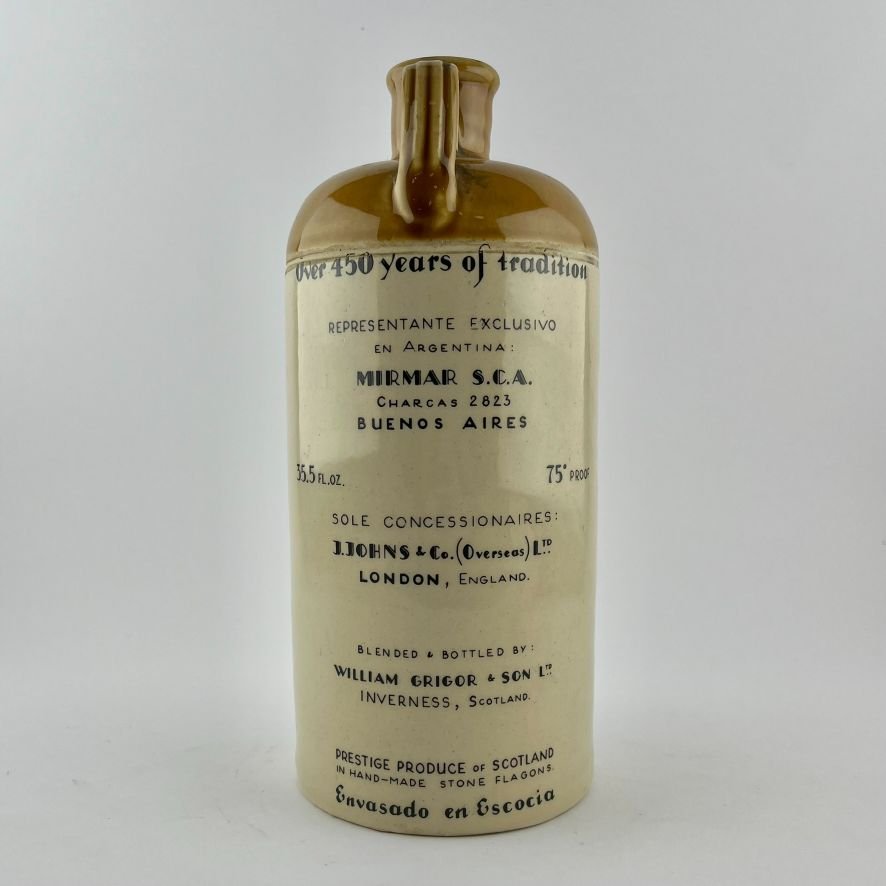 Over 450 years of tradition
REPRESENTANTE EXCLUSIVO
EN ARGENTINA:
MIRMAR S.C.A.
CHARCAS 2823
BUENOS AIRES
35.5 FL.OZ. 75° PROOF
SOLE CONCESSIONAIRES:
J.JOHNS & Co. (Overseas) LTD
LONDON, ENGLAND.
BLENDED & BOTTLED BY:
WILLIAM GRIGOR & SON LTD.
INVERNESS, SCOTLAND.
PRESTIGE PRODUCE OF SCOTLAND
IN HAND-MADE STONE FLAGONS.
Envasado en Escocia